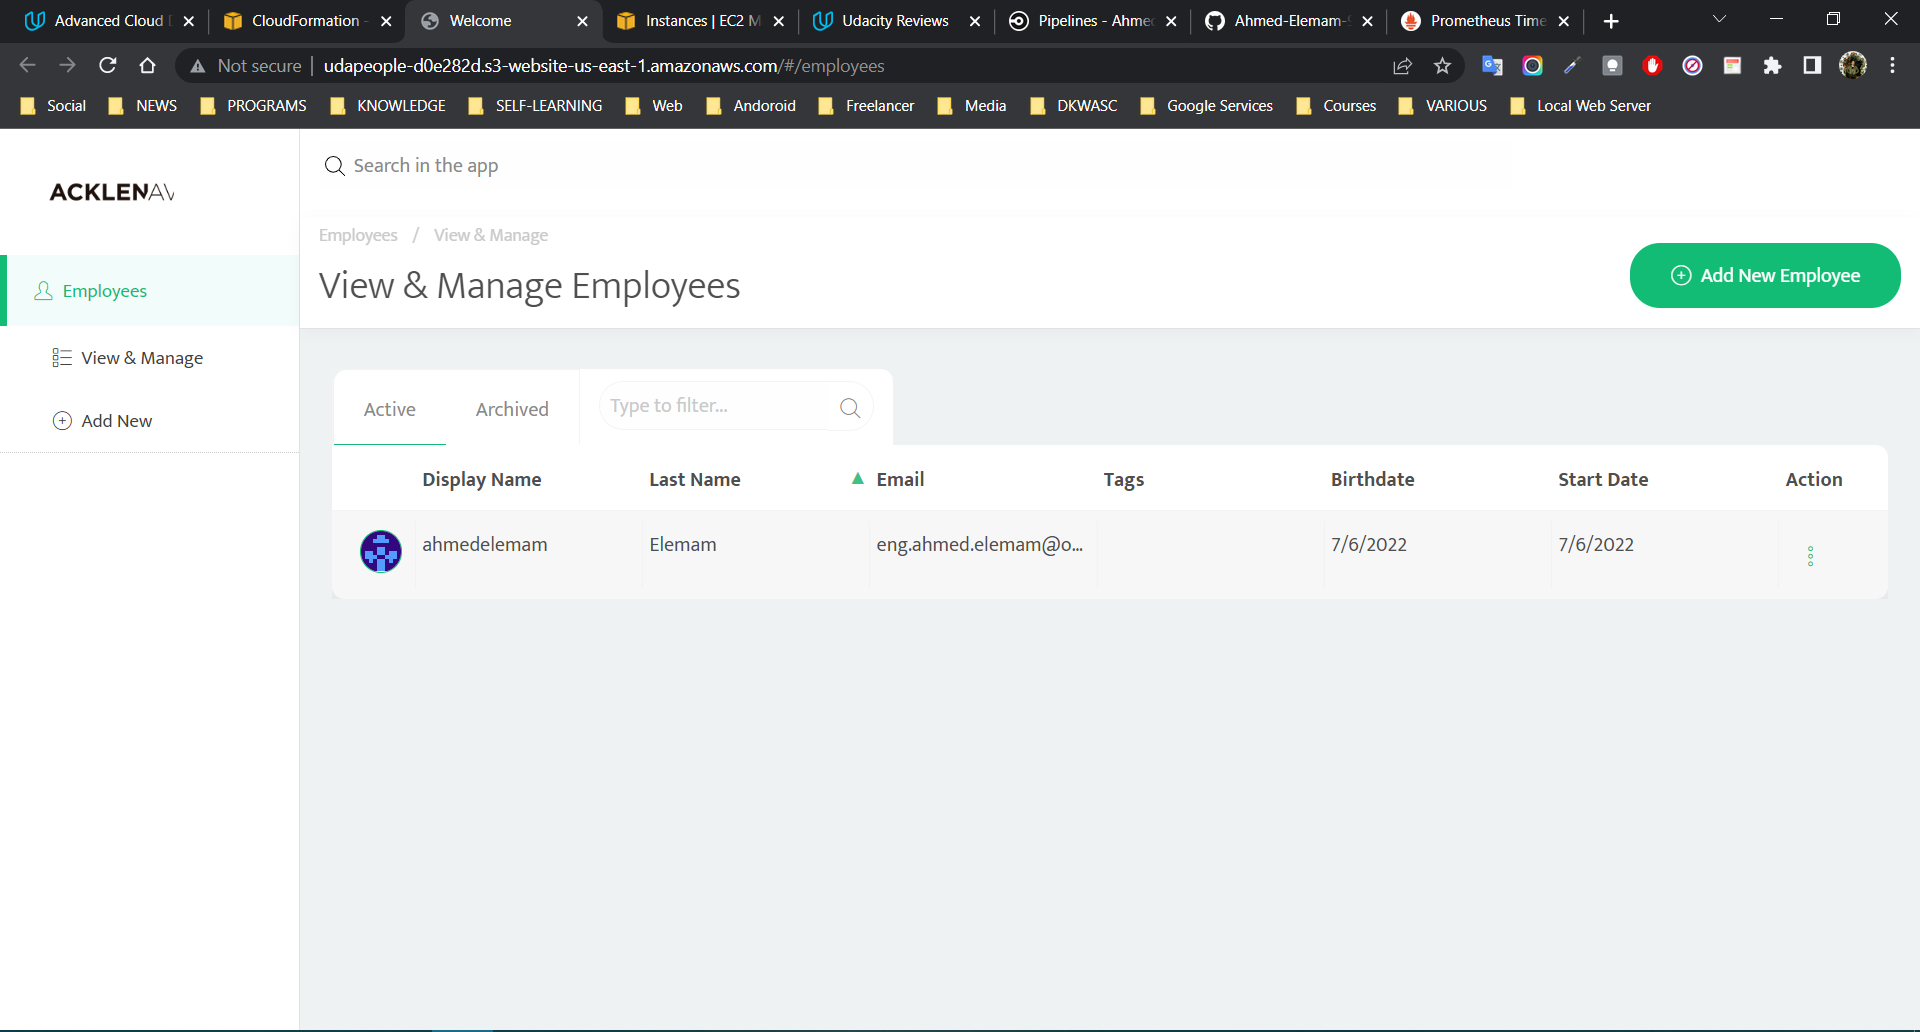 Advanced Cloud
CloudFormation -
Welcome
Instances | EC2 M
Udacity Reviews
Pipelines - Ahmed
Ahmed-Elemam-
Prometheus Time
Not secure
udapeople-d0e282d.s3-website-us-east-1.amazonaws.com/#/employees
Social
NEWS
PROGRAMS
KNOWLEDGE
SELF-LEARNING
Web
Andoroid
Freelancer
Media
DKWASC
Google Services
Courses
VARIOUS
Local Web Server
ACKLENAV
Search in the app
Employees / View & Manage
View & Manage Employees
Add New Employee
Employees
View & Manage
Add New
Active
Archived
Type to filter...
Display Name
Last Name
Email
Tags
Birthdate
Start Date
Action
ahmedelemam
Elemam
eng.ahmed.elemam@o...
7/6/2022
7/6/2022